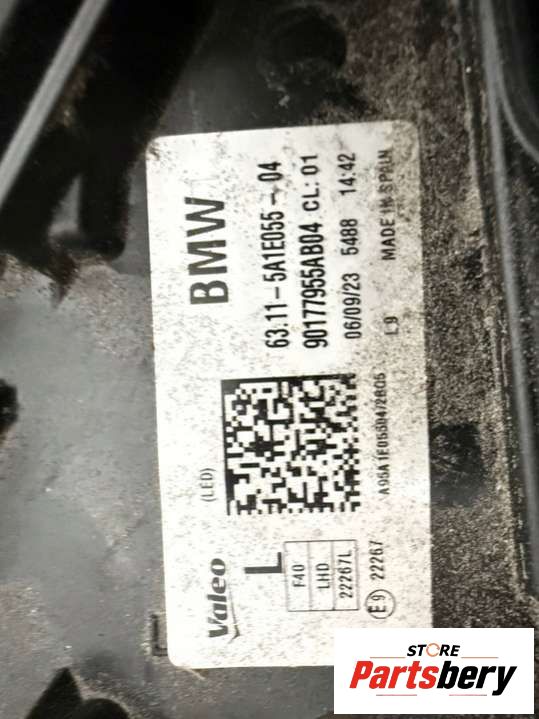 Valeo
(LED)
BMW
L
63.11-5A1E055-04
90177955AB04 CL:01
F40
LHD
22267L
06/09/23 5488 14:42
L9 MADE IN SPAIN
E9 22267
STORE
Partsbery